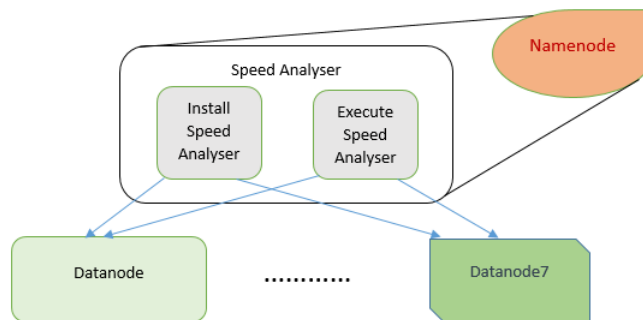 Namenode
Speed Analyser
Install
Speed
Analyser
Execute
Speed
Analyser
Datanode
............
Datanode7